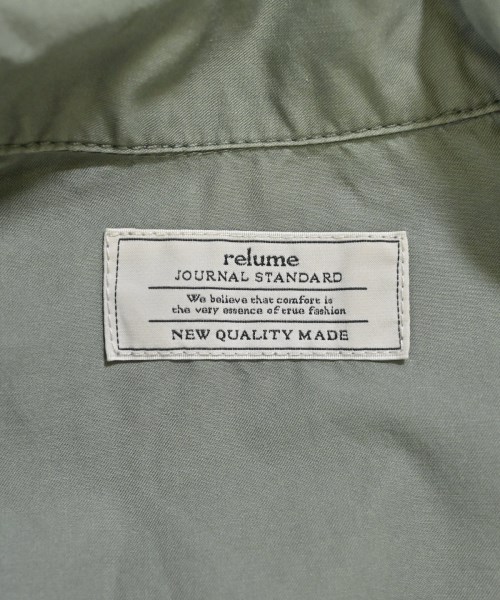 relume
JOURNAL STANDARD
We believe that comfort is
the very essence of true fashion
NEW QUALITY MADE